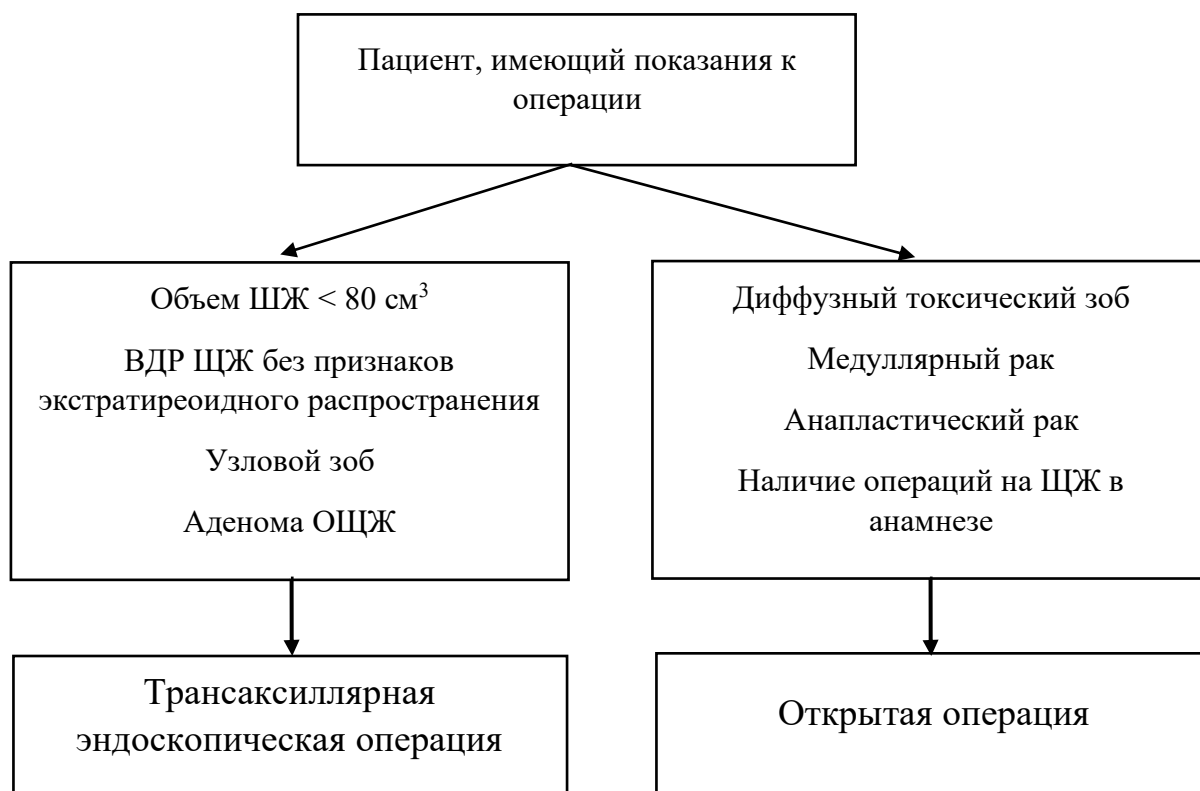 Пациент, имеющий показания к
операции
Объем ШЖ < 80 см³
ВДР ЩЖ без признаков
экстратиреоидного распространения
Узловой зоб
Аденома ОЩЖ
Диффузный токсический зоб
Медуллярный рак
Анапластический рак
Наличие операций на ЩЖ в
анамнезе
Трансаксиллярная
эндоскопическая операция
Открытая операция